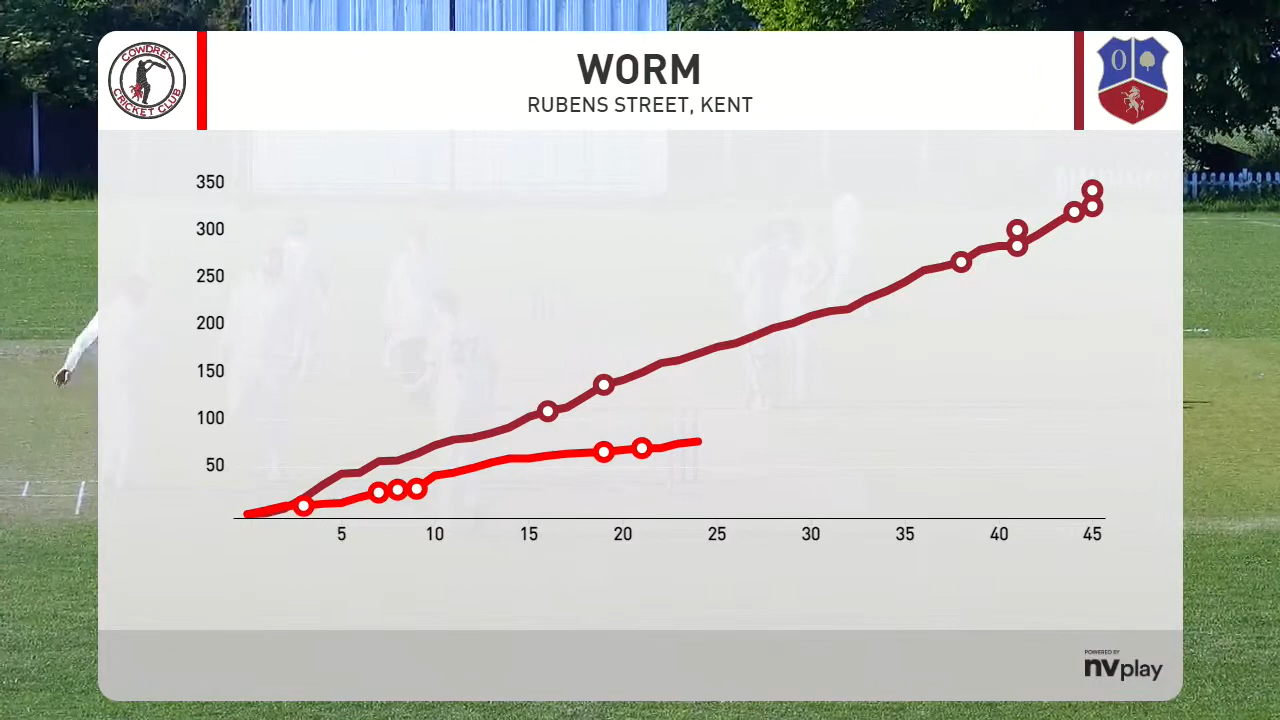 COWDREY
CRICKET CLUB
WORM
RUBENS STREET, KENT
350
300
250
200
150
100
50
5 10 15 20 25 30 35 40 45
POWERED BY
nvplay